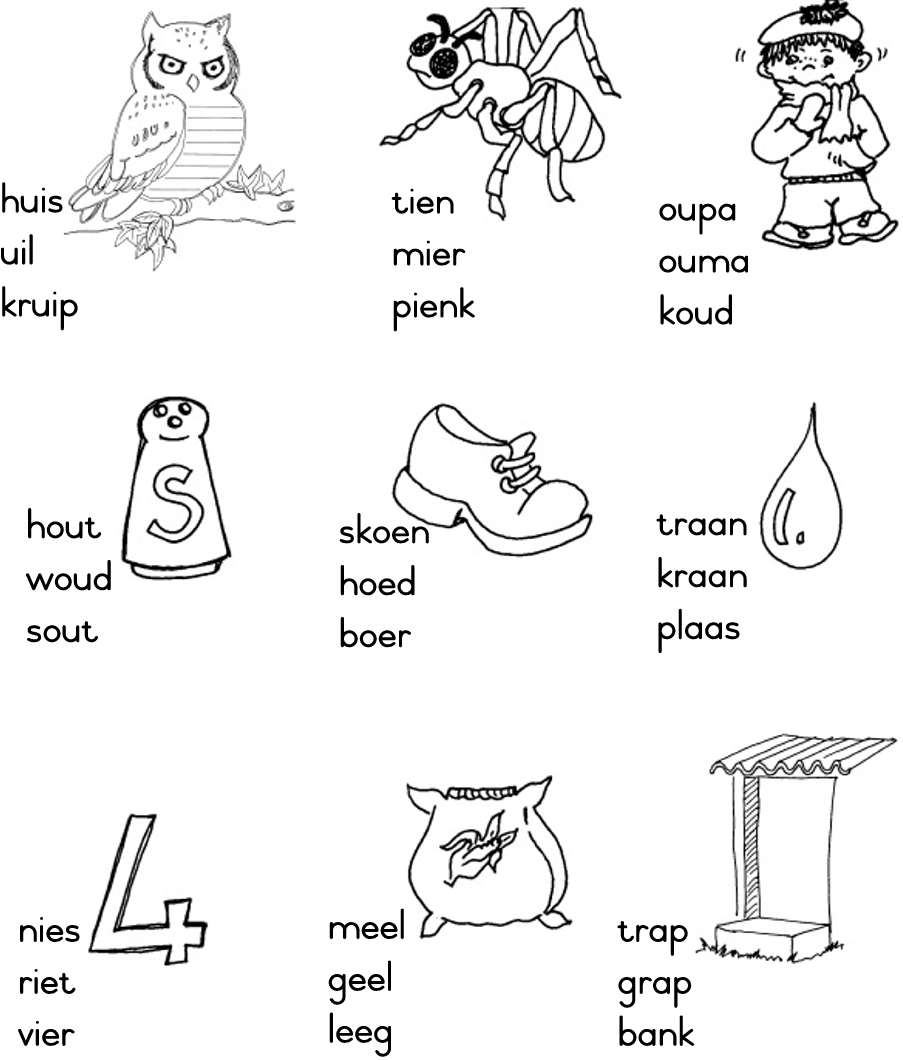 huis
uil
kruip
tien
mier
pienk
oupa
ouma
koud
S
hout
woud
sout
skoen
hoed
boer
traan
kraan
plaas
4
nies
riet
vier
meel
geel
leeg
trap
grap
bank